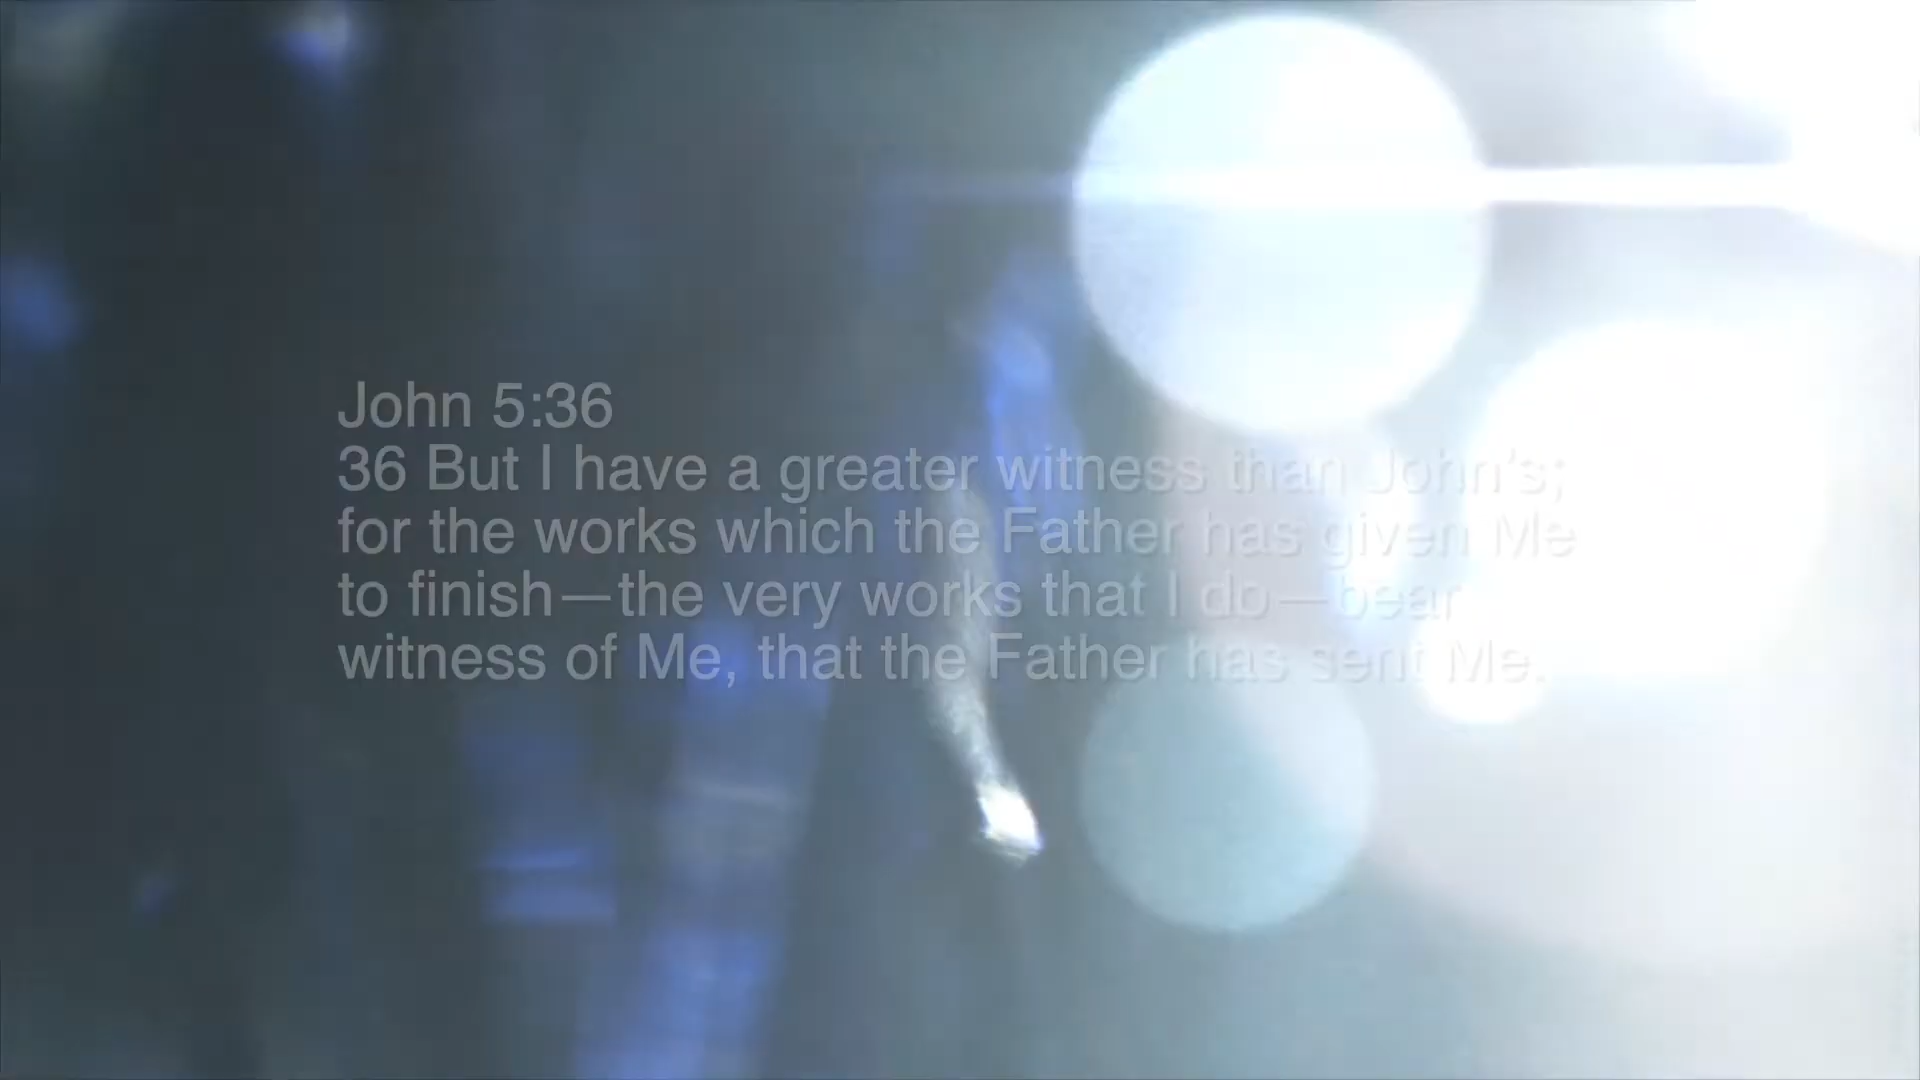 John 5:36
36 But I have a greater witness than John's;
for the works which the Father has given Me
to finish—the very works that I do—bear
witness of Me, that the Father has sent Me.